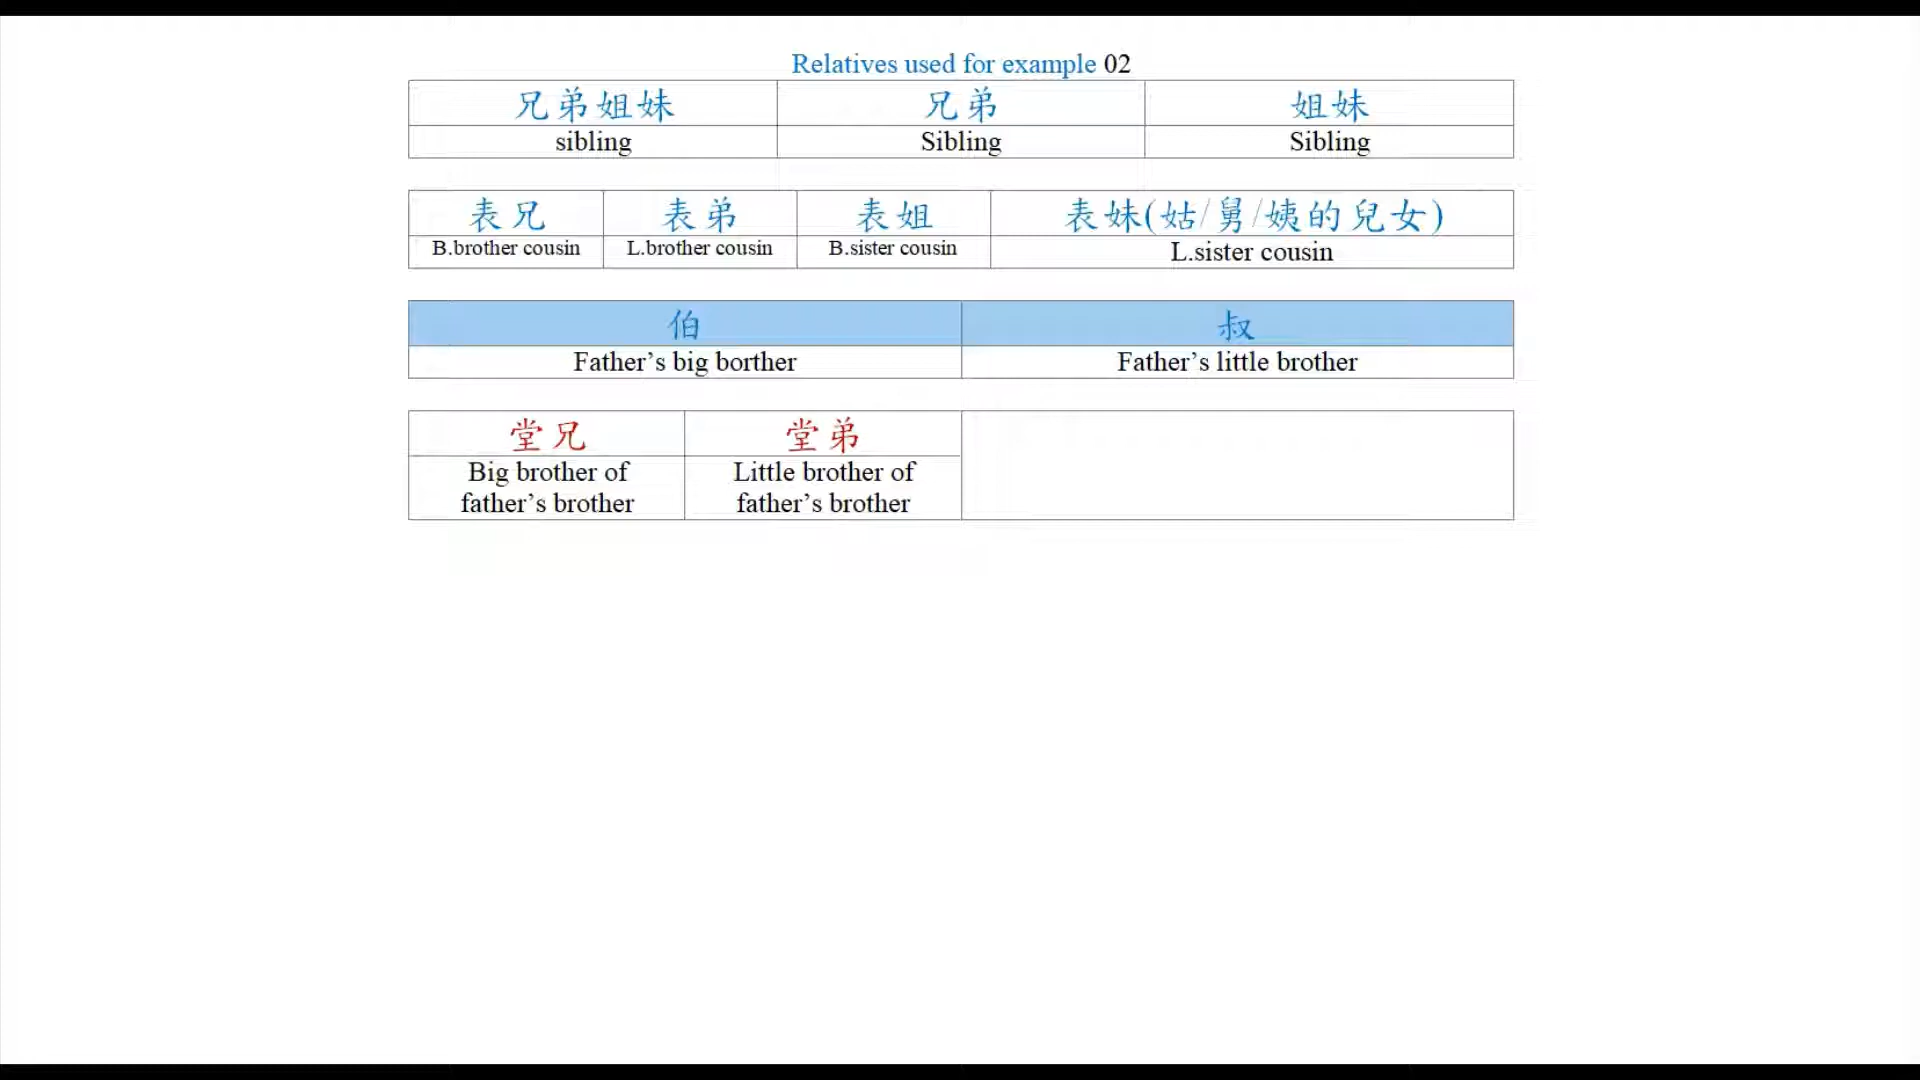 Relatives used for example 02
兄弟姐妹 兄弟 姐妹
sibling Sibling Sibling
表兄 表弟 表姐 表妹(姑/舅/姨的兒女)
B.brother cousin L.brother cousin B.sister cousin L.sister cousin
伯 叔
Father’s big borther Father’s little brother
堂兄 堂弟
Big brother of Little brother of
father’s brother father’s brother